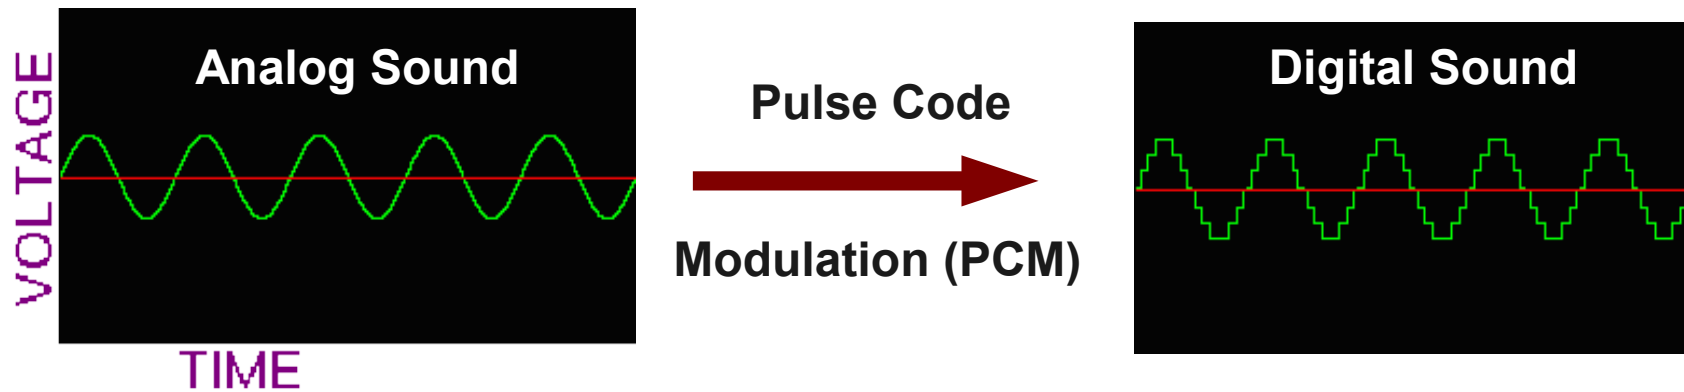 VOLTAGE
Analog Sound
TIME
Pulse Code
Modulation (PCM)
Digital Sound